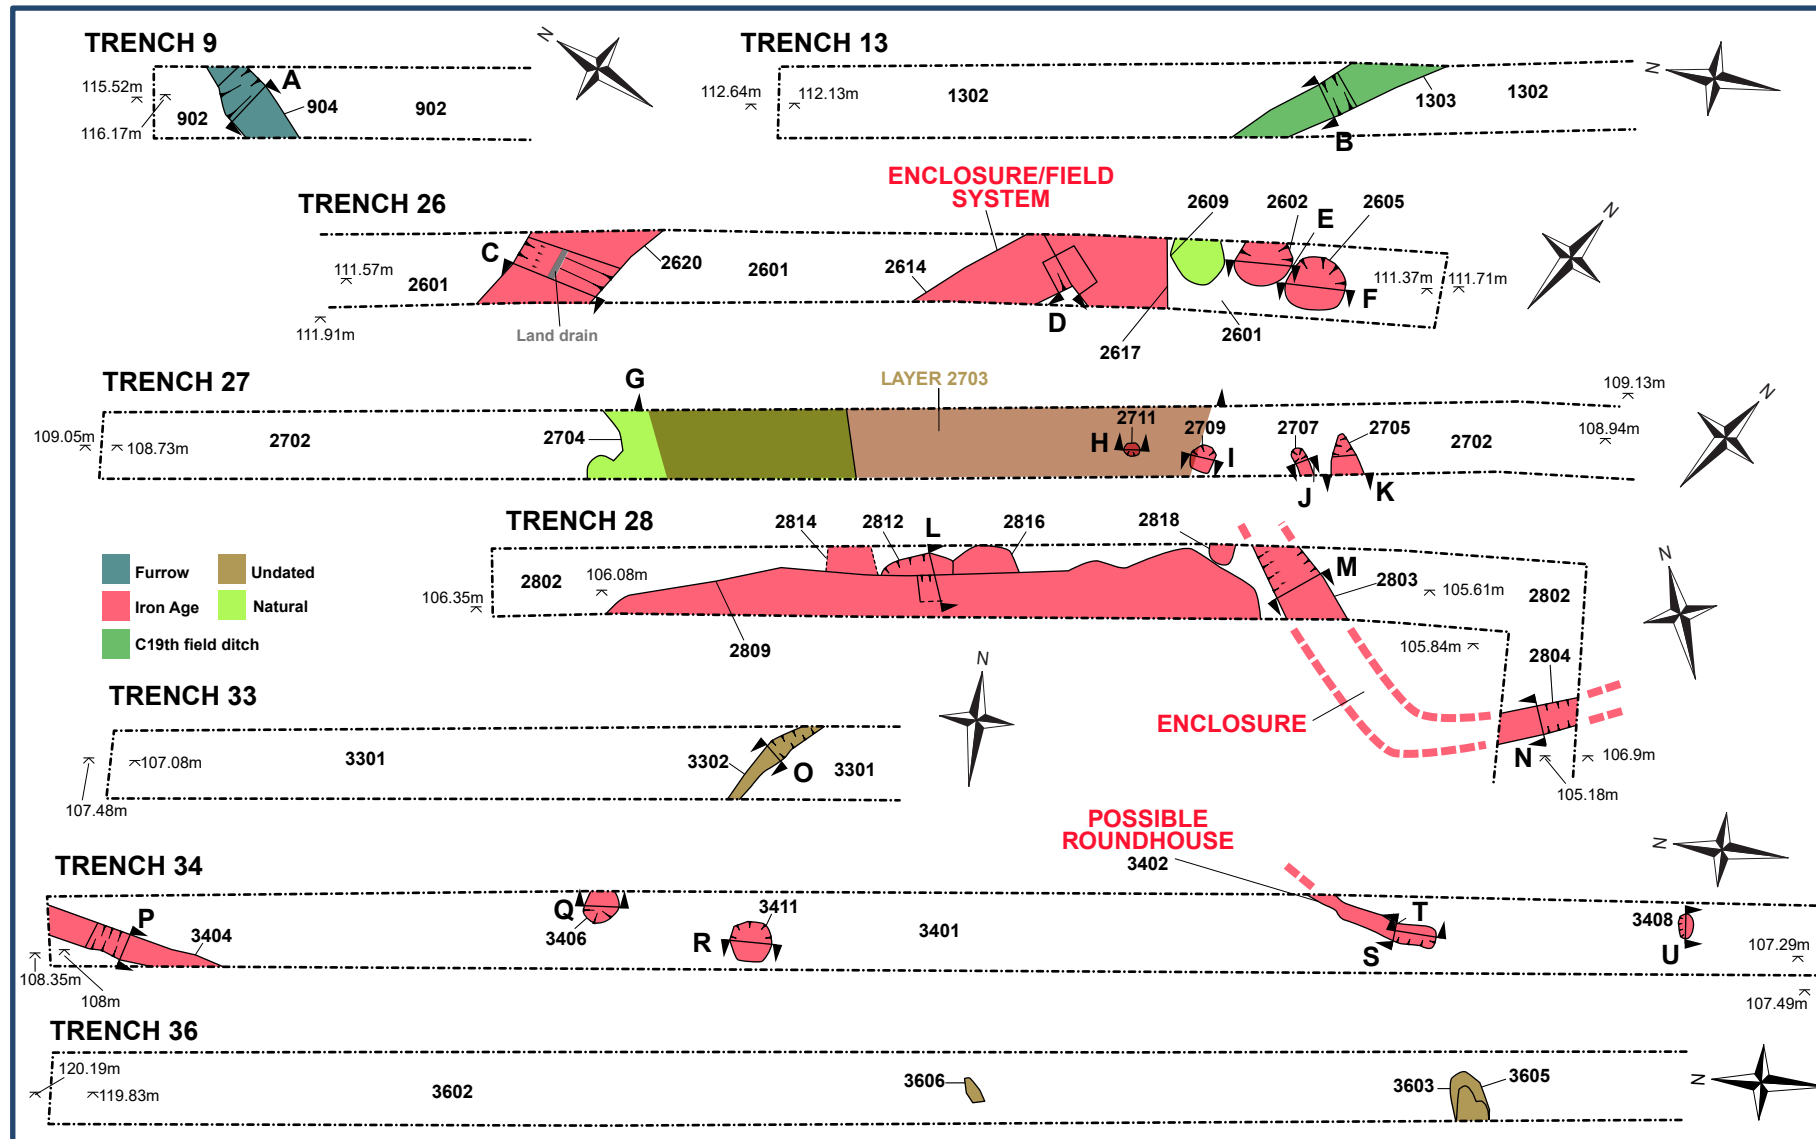 TRENCH 9
N
A
115.52m
116.17m
902
904
902
TRENCH 13
N
112.64m
112.13m
1302
1303
1302
B
TRENCH 26
ENCLOSURE/FIELD
SYSTEM
N
2609
2602
2605
E
C
111.57m
2601
2620
2601
2614
111.37m
111.71m
F
111.91m
Land drain
D
2601
2617
TRENCH 27
G
LAYER 2703
109.13m
N
109.05m
108.73m
2702
2704
2711
H
2709
I
2707
2705
2702
108.94m
J
K
TRENCH 28
2814
2812
L
2816
2818
N
2802
106.08m
M
2803
105.61m
2802
106.35m
2809
105.84m
2804
ENCLOSURE
N
106.9m
105.18m
Furrow
Undated
Iron Age
Natural
C19th field ditch
TRENCH 33
N
107.08m
3301
3302
O
3301
107.48m
TRENCH 34
POSSIBLE
ROUNDHOUSE
3402
N
P
3404
Q
3406
3411
R
3401
T
S
3408
U
107.29m
108.35m
108m
107.49m
TRENCH 36
120.19m
119.83m
3602
3606
3603
3605
N